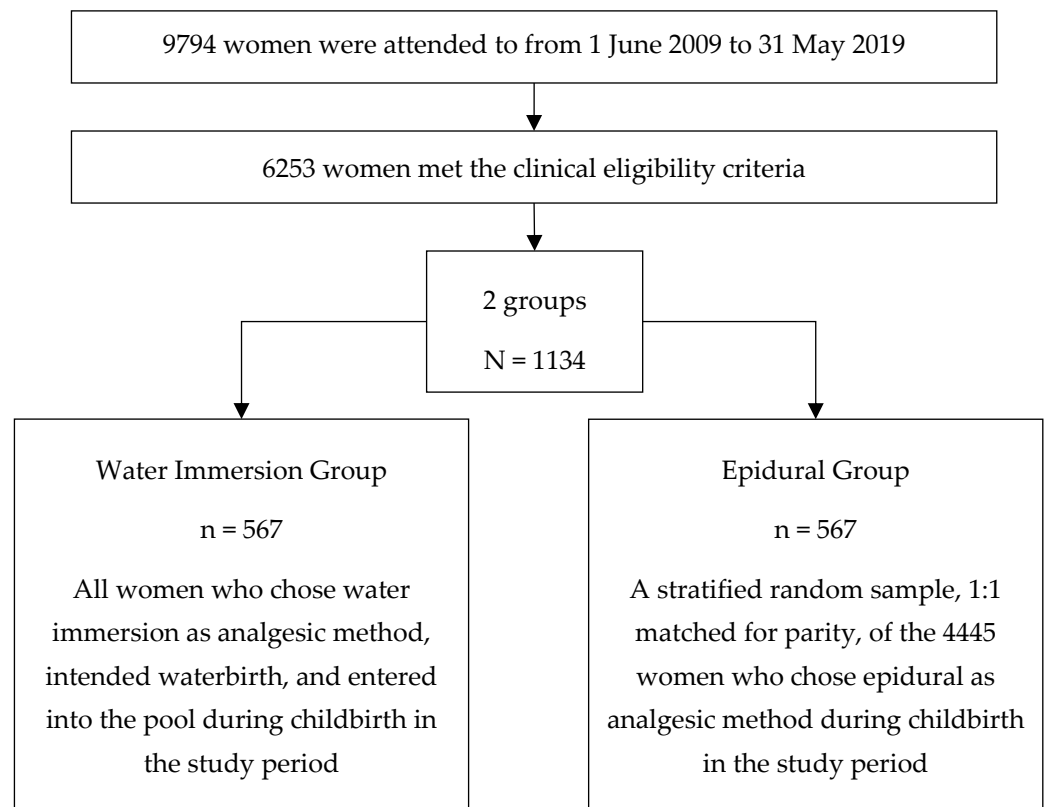 9794 women were attended to from 1 June 2009 to 31 May 2019
6253 women met the clinical eligibility criteria
2 groups
N = 1134
Water Immersion Group
n = 567
All women who chose water
immersion as analgesic method,
intended waterbirth, and entered
into the pool during childbirth in
the study period
Epidural Group
n = 567
A stratified random sample, 1:1
matched for parity, of the 4445
women who chose epidural as
analgesic method during childbirth
in the study period